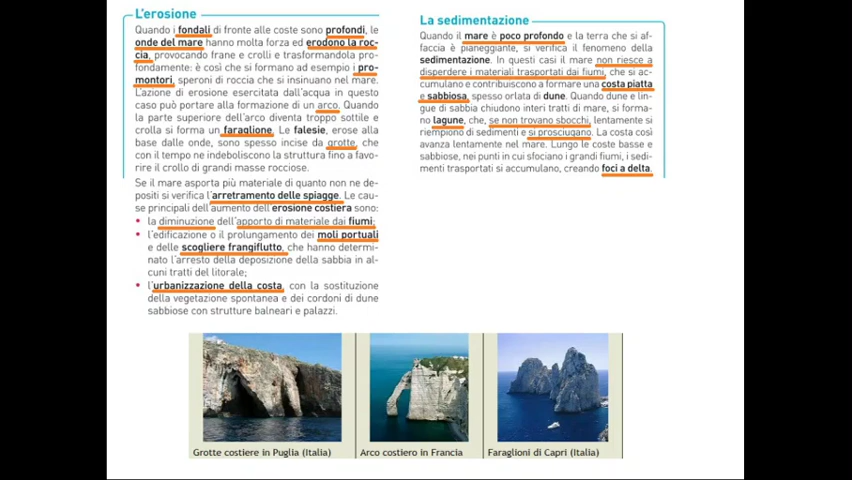 L'erosione
Quando i fondali di fronte alle coste sono profondi, le
onde del mare hanno molta forza ed erodono la roc-
cia, provocando frane e crolli e trasformandola pro-
fondamente: è così che si formano ad esempio i pro-
montori, speroni di roccia che si insinuano nel mare.
L'azione di erosione esercitata dall'acqua in questo
caso può portare alla formazione di un arco. Quando
la parte superiore dell'arco diventa troppo sottile e
crolla si forma un faraglione. Le falesie, erose alla
base dalle onde, sono spesso incise da grotte, che
con il tempo ne indeboliscono la struttura fino a favo-
rire il crollo di grandi masse rocciose.
Se il mare asporta più materiale di quanto non ne de-
positi si verifica l'arretramento delle spiagge. Le cau-
se principali dell'aumento dell'erosione costiera sono:
• la diminuzione dell'apporto di materiale dai fiumi;
• l'edificazione o il prolungamento dei moli portuali
e delle scogliere frangiflutto, che hanno determi-
nato l'arresto della deposizione della sabbia in al-
cuni tratti del litorale;
• l'urbanizzazione della costa, con la sostituzione
della vegetazione spontanea e dei cordoni di dune
sabbiose con strutture balneari e palazzi.
La sedimentazione
Quando il mare è poco profondo e la terra che si af-
faccia è pianeggiante, si verifica il fenomeno della
sedimentazione. In questi casi il mare non riesce a
disperdere i materiali trasportati dai fiumi, che si ac-
cumulano e contribuiscono a formare una costa piatta
e sabbiosa, spesso orlata di dune. Quando dune e lin-
gue di sabbia chiudono interi tratti di mare, si forma-
no lagune, che, se non trovano sbocchi, lentamente si
riempiono di sedimenti e si prosciugano. La costa così
avanza lentamente nel mare. Lungo le coste basse e
sabbiose, nei punti in cui sfociano i grandi fiumi, i sedi-
menti trasportati si accumulano, creando foci a delta.
Grotte costiere in Puglia (Italia)
Arco costiero in Francia
Faraglioni di Capri (Italia)